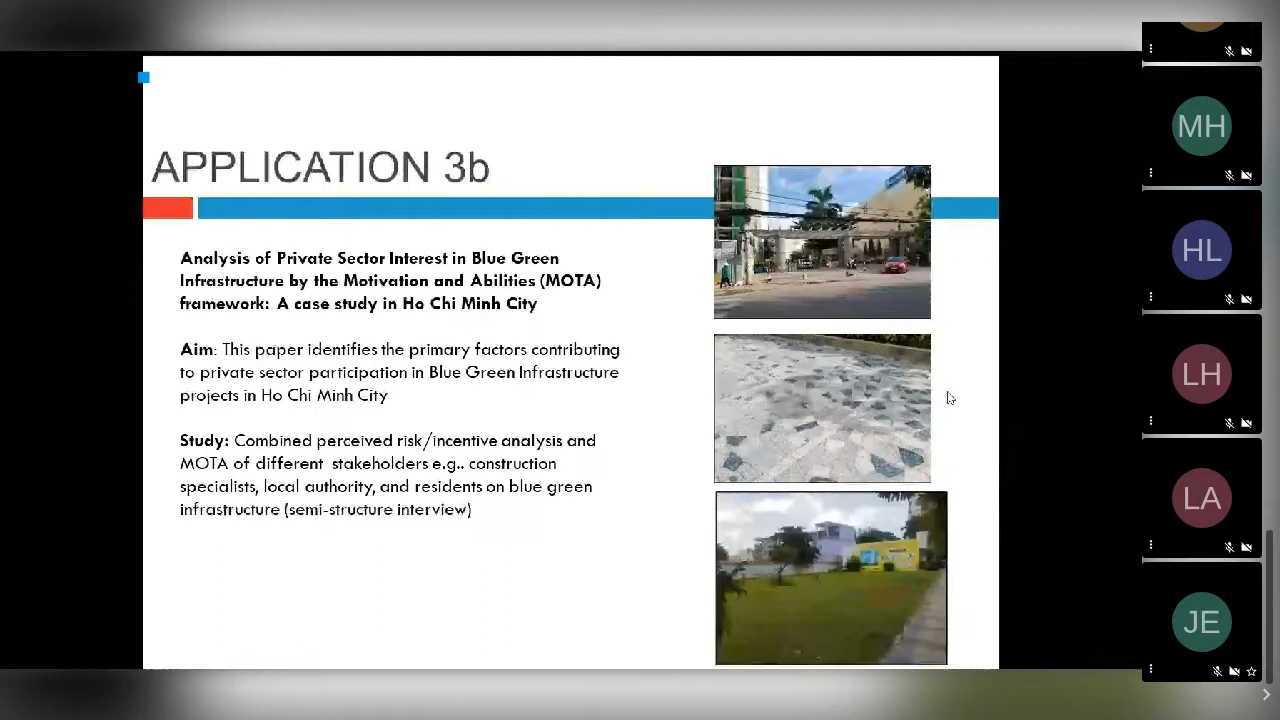 APPLICATION 3b
Analysis of Private Sector Interest in Blue Green
Infrastructure by the Motivation and Abilities (MOTA)
framework: A case study in Ho Chi Minh City
Aim: This paper identifies the primary factors contributing
to private sector participation in Blue Green Infrastructure
projects in Ho Chi Minh City
Study: Combined perceived risk/incentive analysis and
MOTA of different stakeholders e.g.. construction
specialists, local authority, and residents on blue green
infrastructure (semi-structure interview)
MH
HL
LH
LA
JE